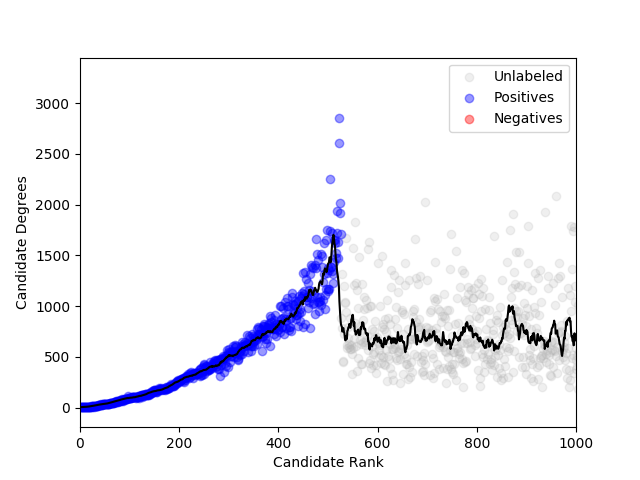 Unlabeled
Positives
Negatives
3000
2500
2000
1500
1000
500
0
Candidate Degrees
0 200 400 600 800 1000
Candidate Rank